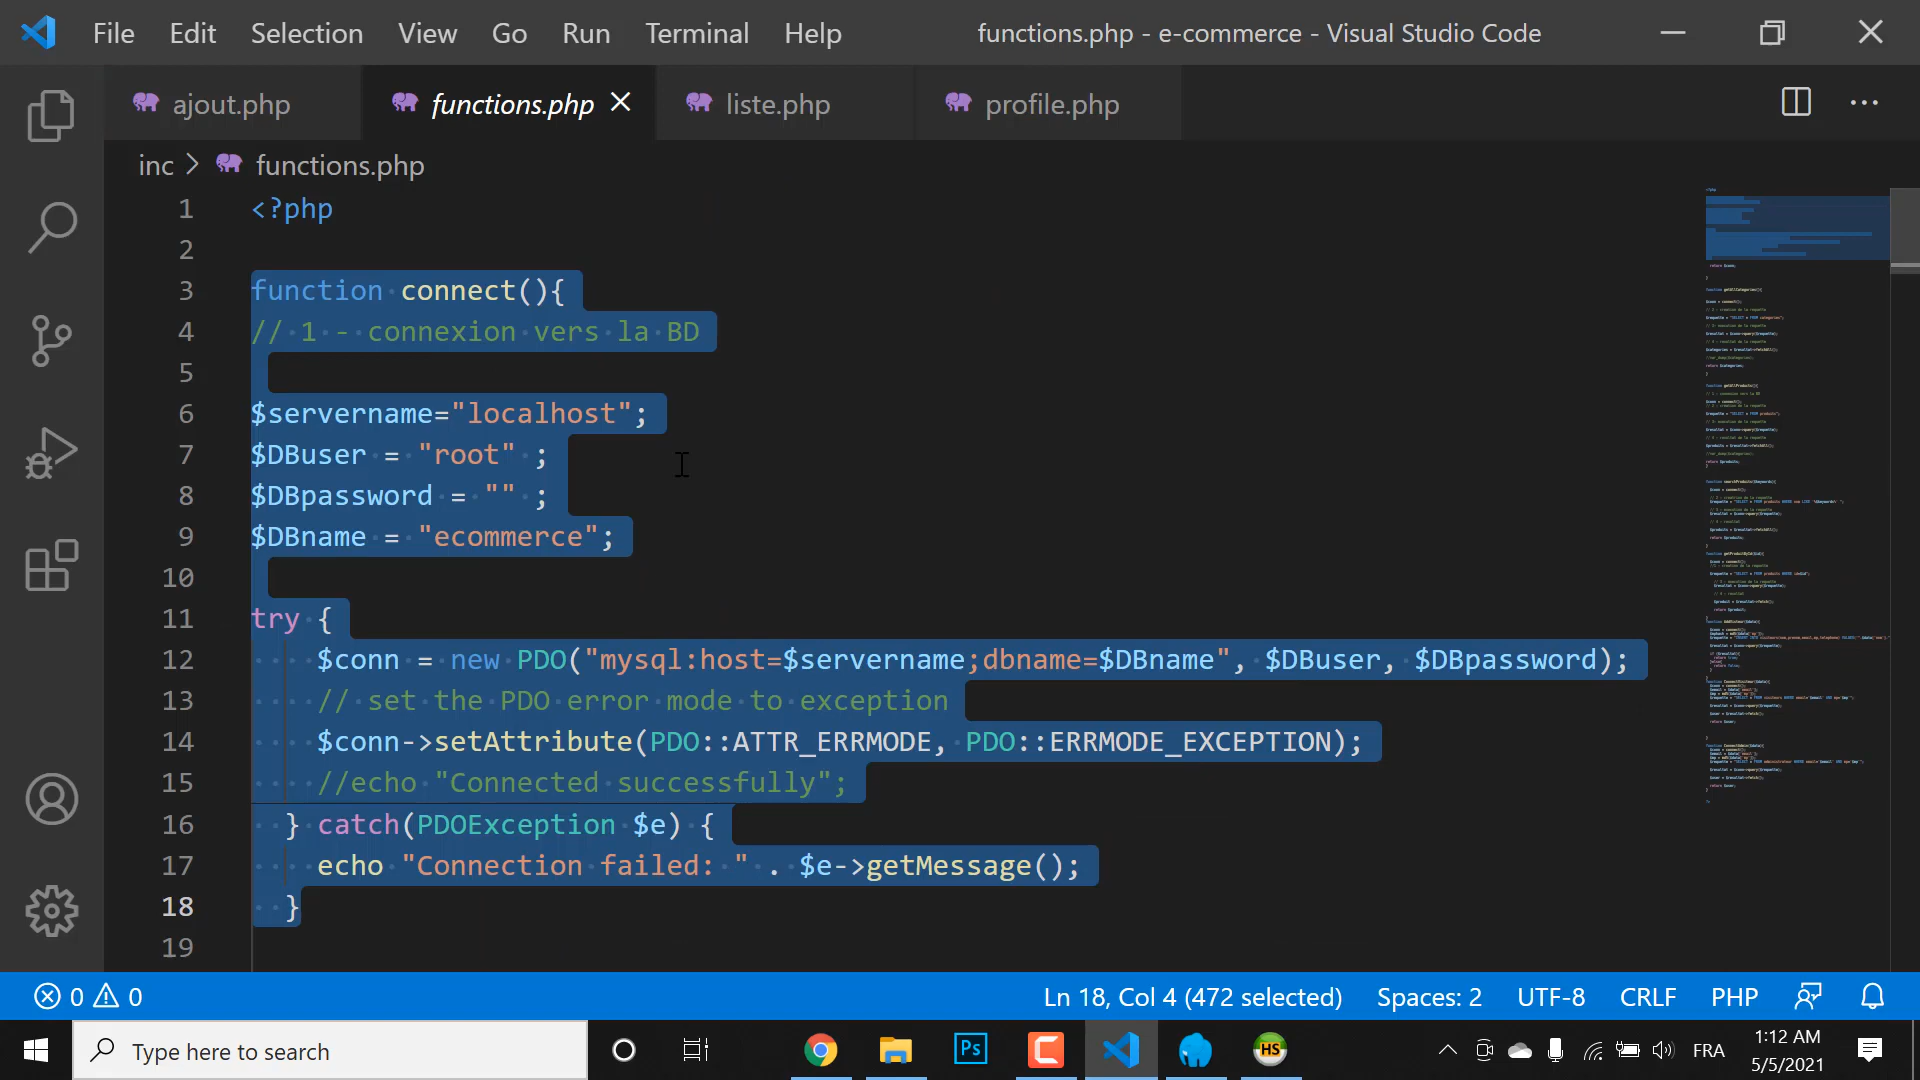 File Edit Selection View Go Run Terminal Help functions.php - e-commerce - Visual Studio Code
ajout.php functions.php liste.php profile.php
inc > functions.php
1 <?php
2
3 function connect(){
4 // 1 - connexion vers la BD
5
6 $servername="localhost";
7 $DBuser = "root" ;
8 $DBpassword = "" ;
9 $DBname = "ecommerce";
10
11 try {
12 $conn = new PDO("mysql:host=$servername;dbname=$DBname", $DBuser, $DBpassword);
13 // set the PDO error mode to exception
14 $conn->setAttribute(PDO::ATTR_ERRMODE, PDO::ERRMODE_EXCEPTION);
15 //echo "Connected successfully";
16 } catch(PDOException $e) {
17 echo "Connection failed: " . $e->getMessage();
18 }
19
0 0 Ln 18, Col 4 (472 selected) Spaces: 2 UTF-8 CRLF PHP
Type here to search Ps HS FRA 1:12 AM
5/5/2021